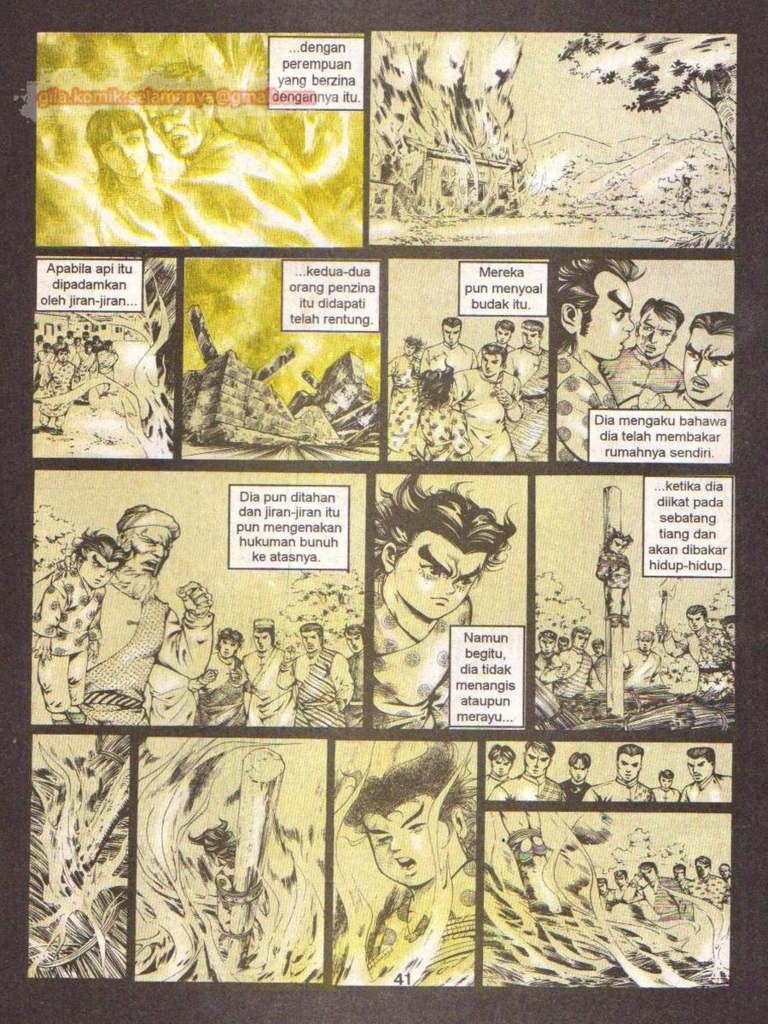 ...dengan
perempuan
yang berzina
dengannya itu.
gila.komik.selamanya@gmail.com
Apabila api itu
dipadamkan
oleh jiran-jiran...
...kedua-dua
orang penzina
itu didapati
telah rentung.
Mereka
pun menyoal
budak itu.
Dia mengaku bahawa
dia telah membakar
rumahnya sendiri.
Dia pun ditahan
dan jiran-jiran itu
pun mengenakan
hukuman bunuh
ke atasnya.
Namun
begitu,
dia tidak
menangis
ataupun
merayu...
...ketika dia
diikat pada
sebatang
tiang dan
akan dibakar
hidup-hidup.
41